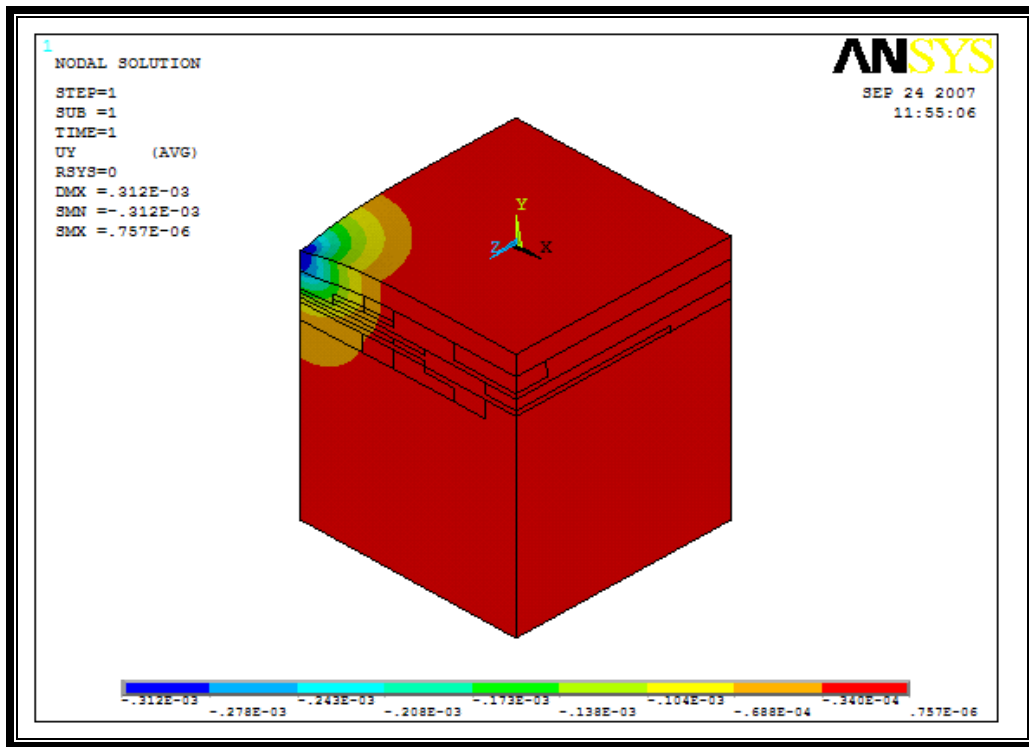 1
NODAL SOLUTION
STEP=1
SUB =1
TIME=1
UY (AVG)
RSYS=0
DMX =.312E-03
SMN =-.312E-03
SMX =.757E-06
ANSYS
SEP 24 2007
11:55:06
Y
Z X
-.312E-03 -.243E-03 -.173E-03 -.104E-03 -.340E-04
-.278E-03 -.208E-03 -.138E-03 -.688E-04 .757E-06